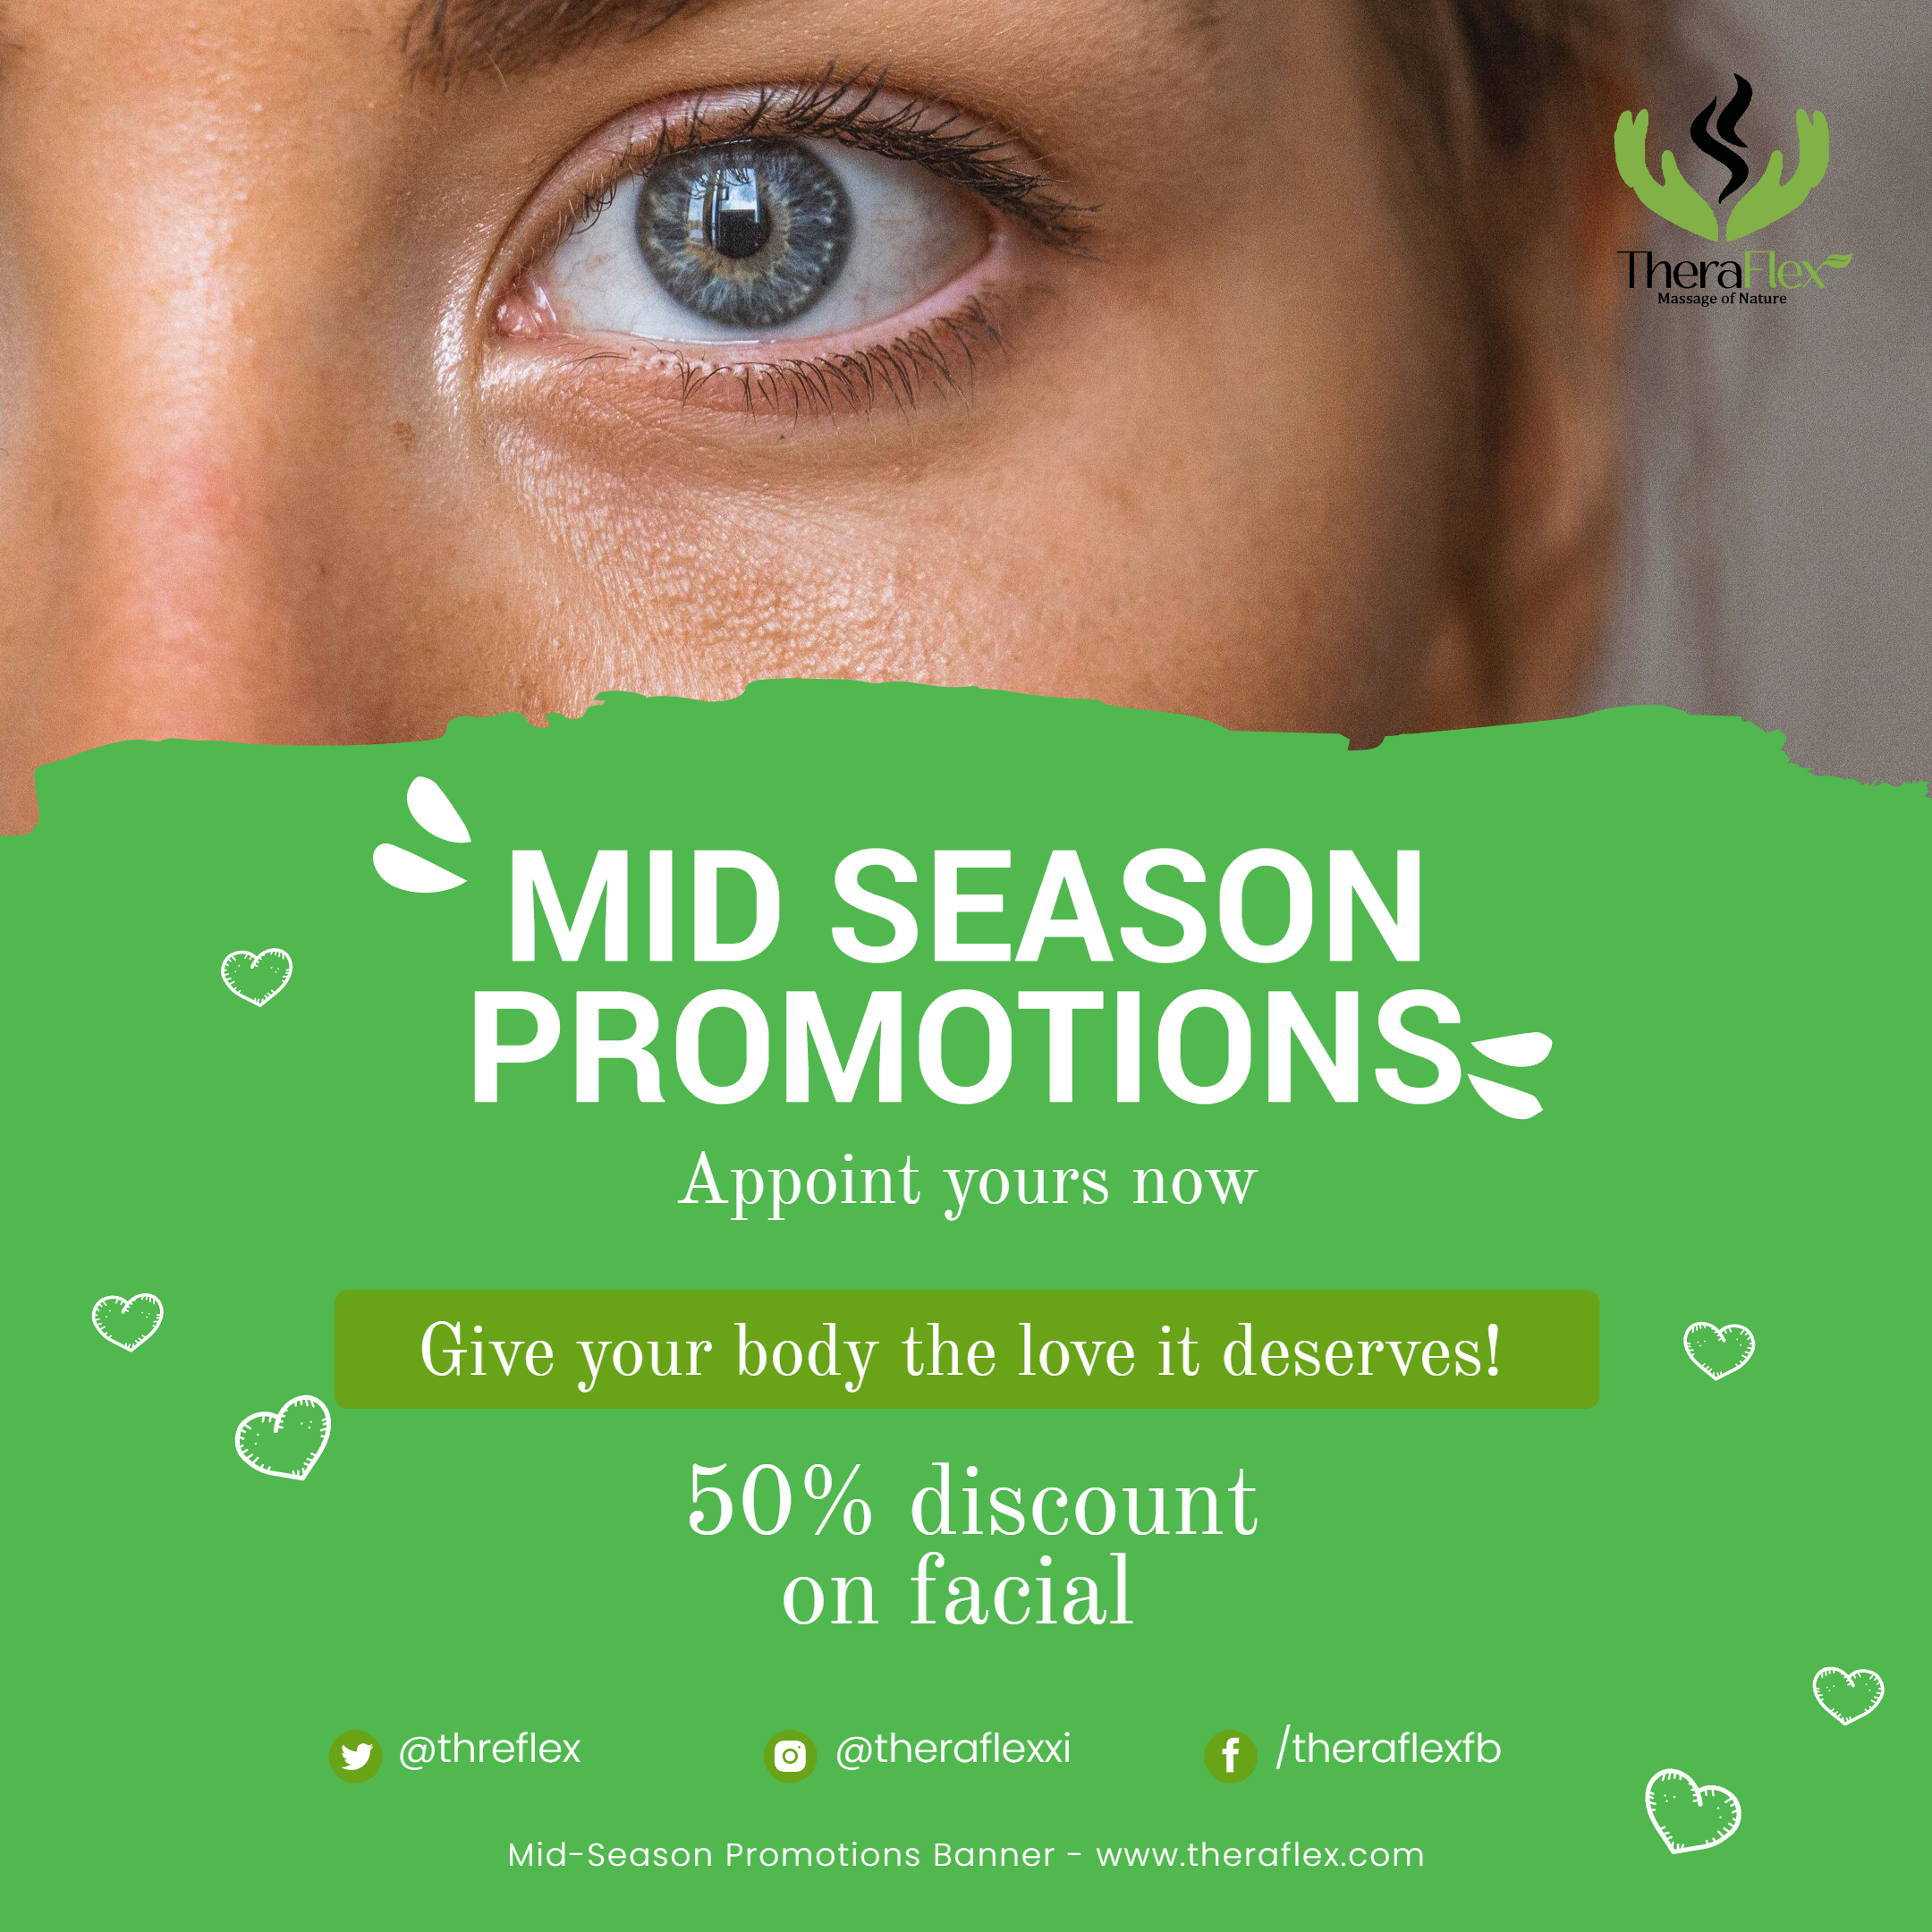 TheraFlex
Massage of Nature
MID SEASON
PROMOTIONS
Appoint yours now
Give your body the love it deserves!
50% discount
on facial
@threflex
@theraflexxi
/theraflexfb
Mid-Season Promotions Banner - www.theraflex.com